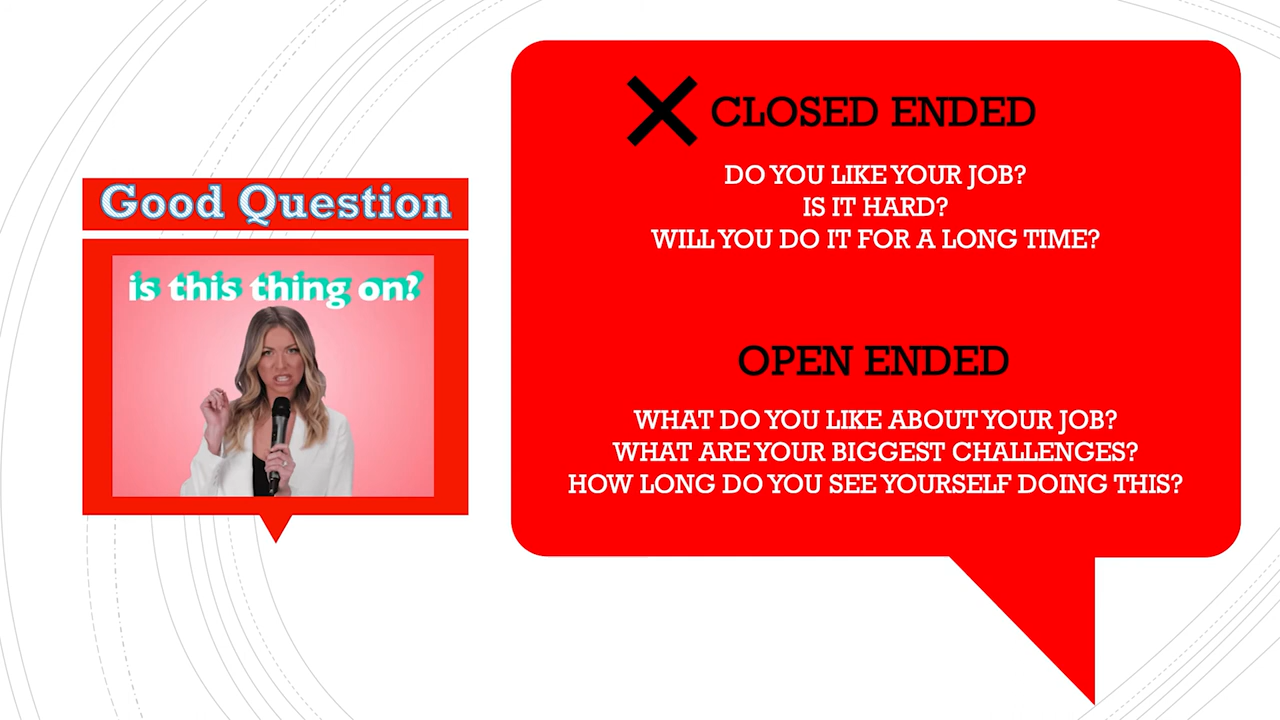 Good Question
is this thing on?
CLOSED ENDED
DO YOU LIKE YOUR JOB?
IS IT HARD?
WILL YOU DO IT FOR A LONG TIME?
OPEN ENDED
WHAT DO YOU LIKE ABOUT YOUR JOB?
WHAT ARE YOUR BIGGEST CHALLENGES?
HOW LONG DO YOU SEE YOURSELF DOING THIS?